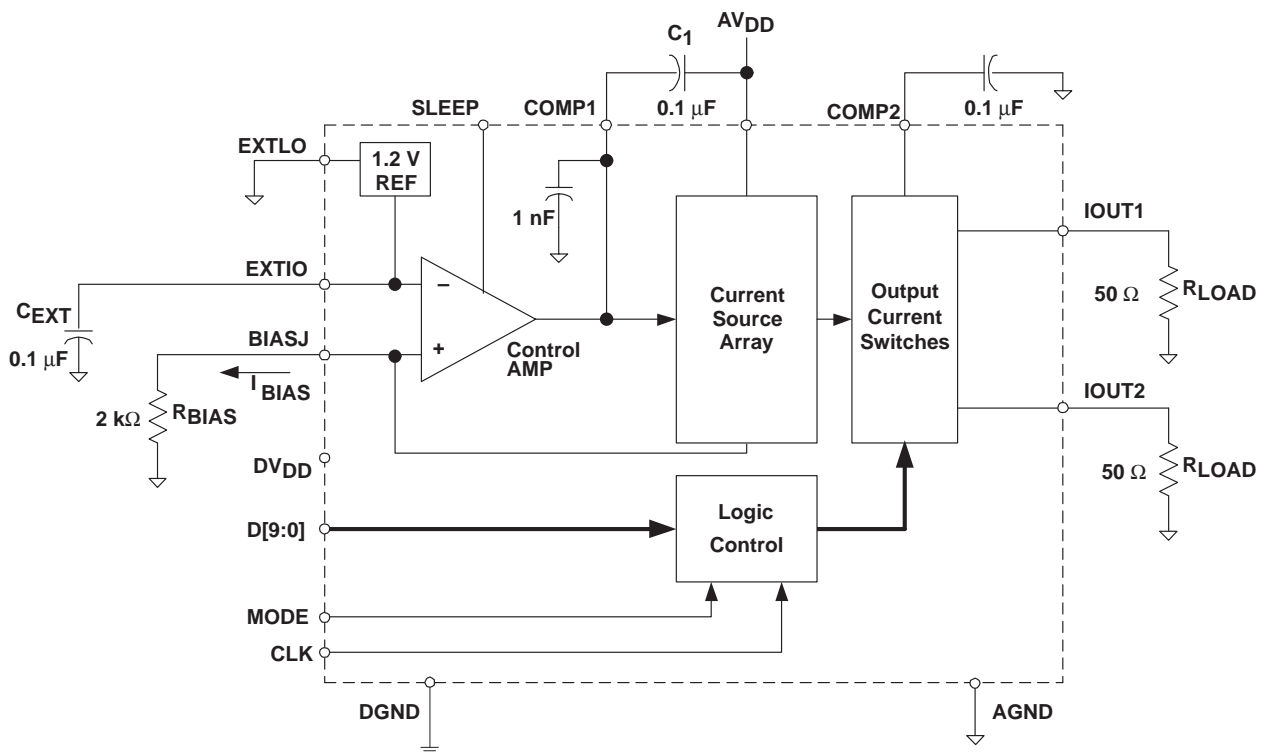 AVDD
C1
0.1 μF
0.1 μF
SLEEP
COMP1
COMP2
EXTLO
1.2 V
REF
1 nF
IOUT1
EXTIO
−
50 Ω
RLOAD
CEXT
0.1 μF
Current
Source
Array
Output
Current
Switches
BIASJ
+
Control
AMP
IBIAS
2 kΩ
RBIAS
IOUT2
DVDD
50 Ω
RLOAD
D[9:0]
Logic
Control
MODE
CLK
DGND
AGND